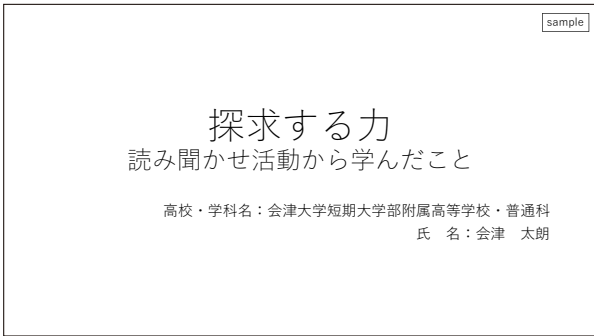 sample
探求する力
読み聞かせ活動から学んだこと
高校・学科名：会津大学短期大学部附属高等学校・普通科
氏　名：会津　太朗